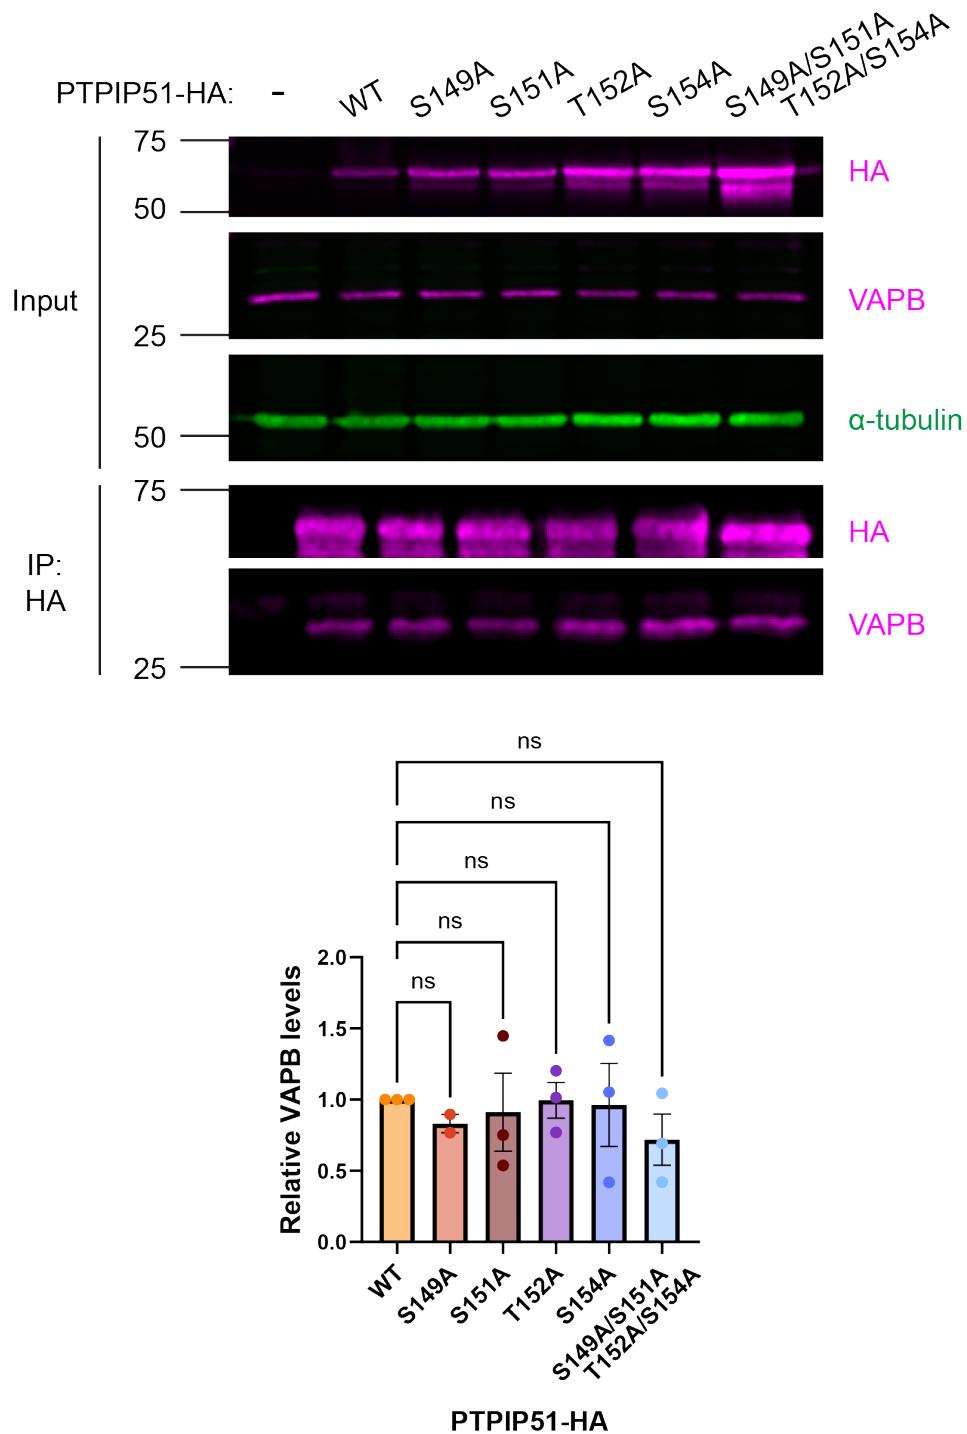 PTPIP51-HA: - WT S149A S151A T152A S154A S149A/S151A
T152A/S154A
75
HA
50
Input
VAPB
25
α-tubulin
50
75
IP:
HA
HA
VAPB
25
ns
ns
ns
ns
ns
Relative VAPB levels
2.0
1.5
1.0
0.5
0.0
WT
S149A
S151A
T152A
S154A
S149A/S151A
T152A/S154A
PTPIP51-HA